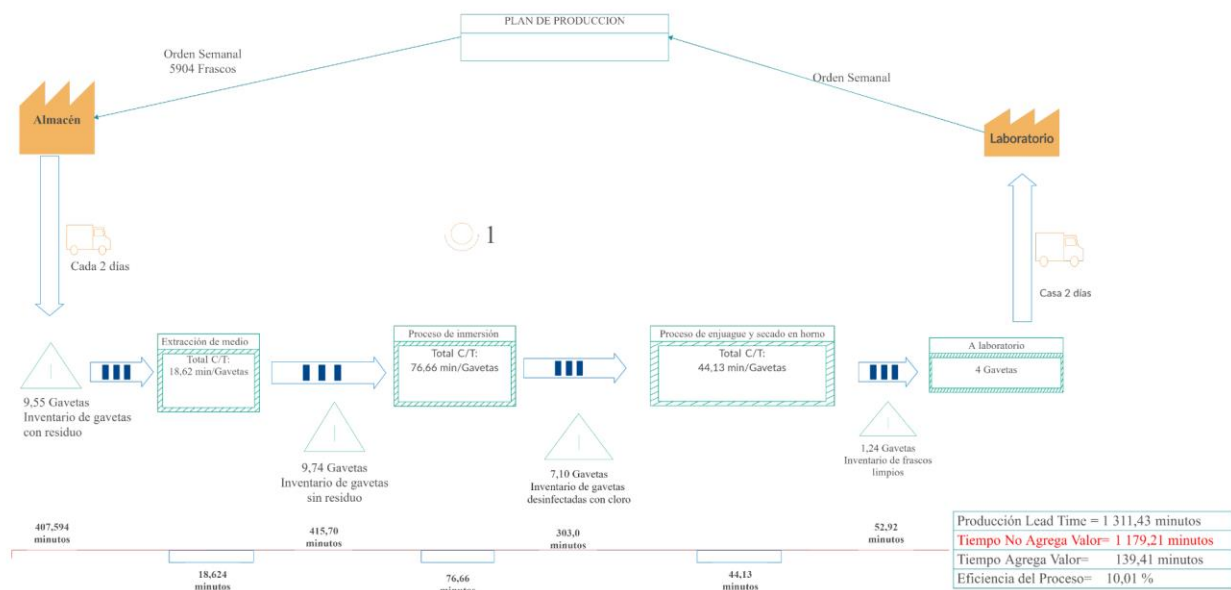 PLAN DE PRODUCCION
Orden Semanal
5904 Frascos
Orden Semanal
Almacén
Laboratorio
Cada 2 días
1
Casa 2 días
Extracción de medio
Total C/T:
18,62 min/Gavetas
Proceso de inmersión
Total C/T:
76,66 min/Gavetas
Proceso de enjuague y secado en horno
Total C/T:
44,13 min/Gavetas
A laboratorio
4 Gavetas
I
9,55 Gavetas
Inventario de gavetas
con residuo
I
9,74 Gavetas
Inventario de gavetas
sin residuo
I
7,10 Gavetas
Inventario de gavetas
desinfectadas con cloro
I
1,24 Gavetas
Inventario de frascos
limpios
407,594
minutos
415,70
minutos
303,0
minutos
52,92
minutos
18,624
minutos
76,66
minutos
44,13
minutos
Producción Lead Time = 1 311,43 minutos
Tiempo No Agrega Valor= 1 179,21 minutos
Tiempo Agrega Valor= 139,41 minutos
Eficiencia del Proceso= 10,01 %